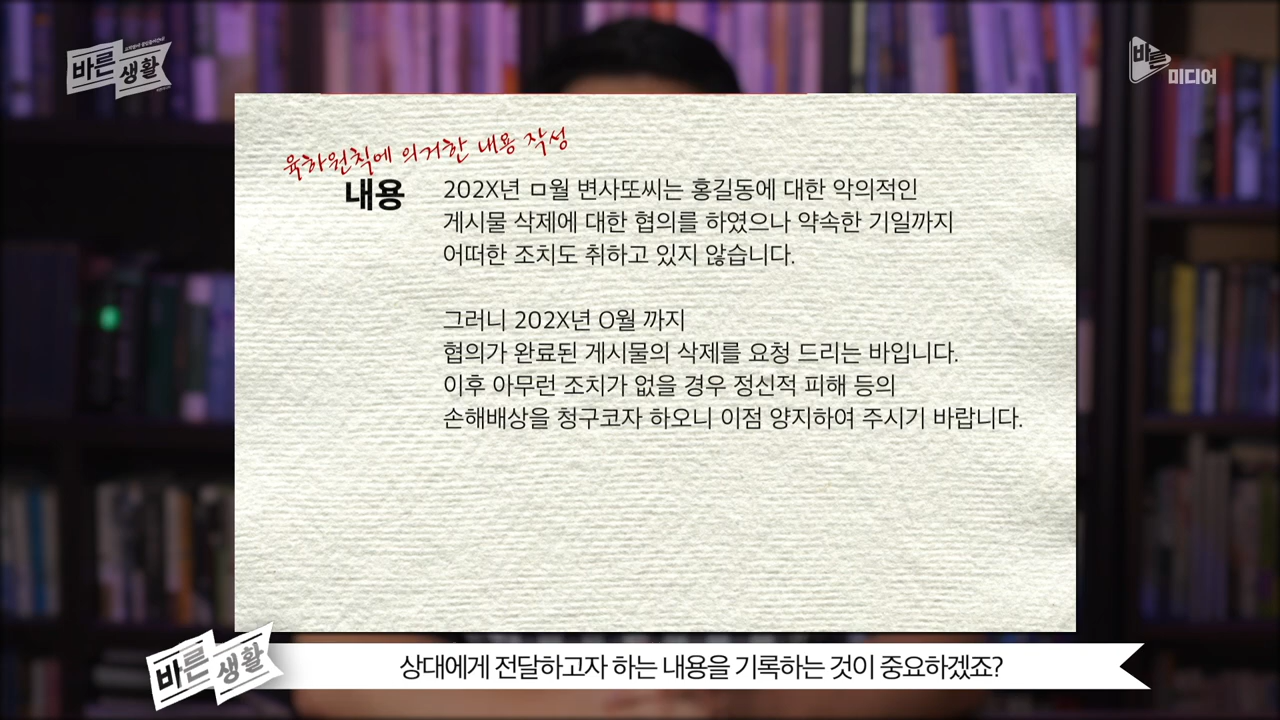 바른
생활
바른
미디어
육하원칙에 의거한 내용 작성
내용
202X년 ㅁ월 변사또씨는 홍길동에 대한 악의적인
게시물 삭제에 대한 협의를 하였으나 약속한 기일까지
어떠한 조치도 취하고 있지 않습니다.
그러니 202X년 O월 까지
협의가 완료된 게시물의 삭제를 요청 드리는 바입니다.
이후 아무런 조치가 없을 경우 정신적 피해 등의
손해배상을 청구코자 하오니 이점 양지하여 주시기 바랍니다.
바른
생활
상대에게 전달하고자 하는 내용을 기록하는 것이 중요하겠죠?